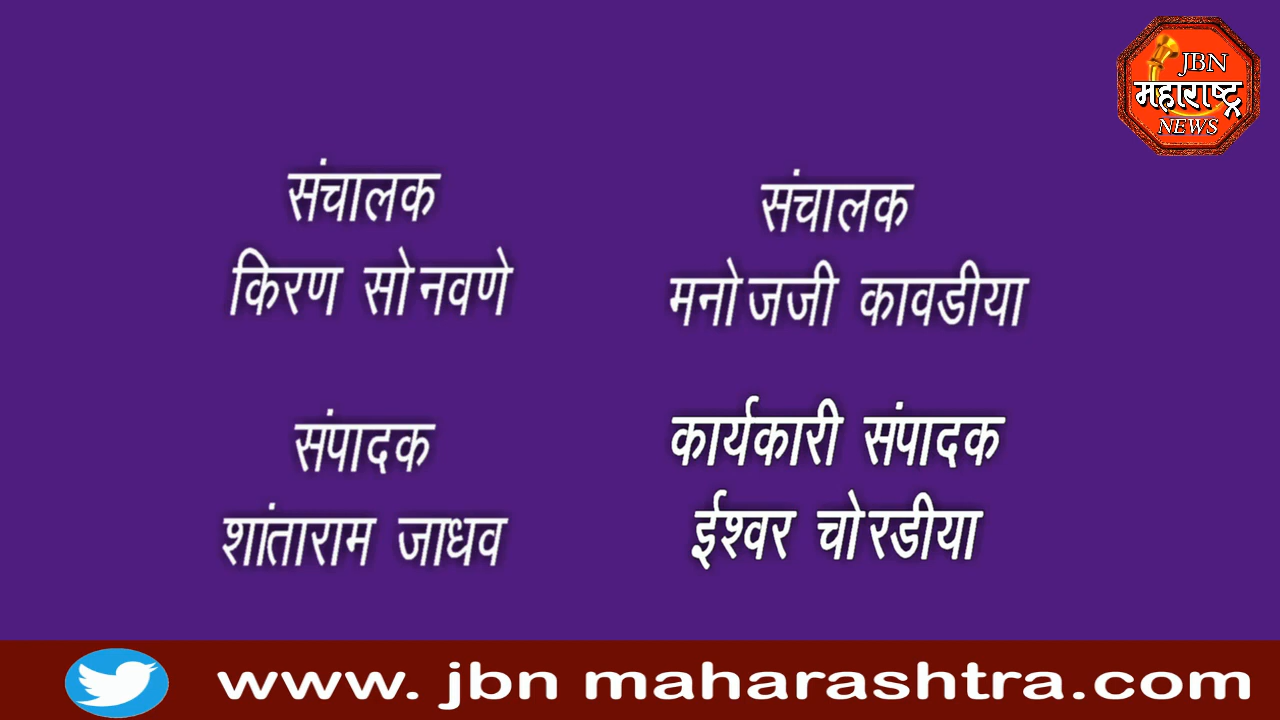 JBN
महाराष्ट्र
NEWS
संचालक
किरण सोनवणे
संचालक
मनोजजी कावडीया
संपादक
शांताराम जाधव
कार्यकारी संपादक
ईश्वर चोरडीया
www. jbn maharashtra.com